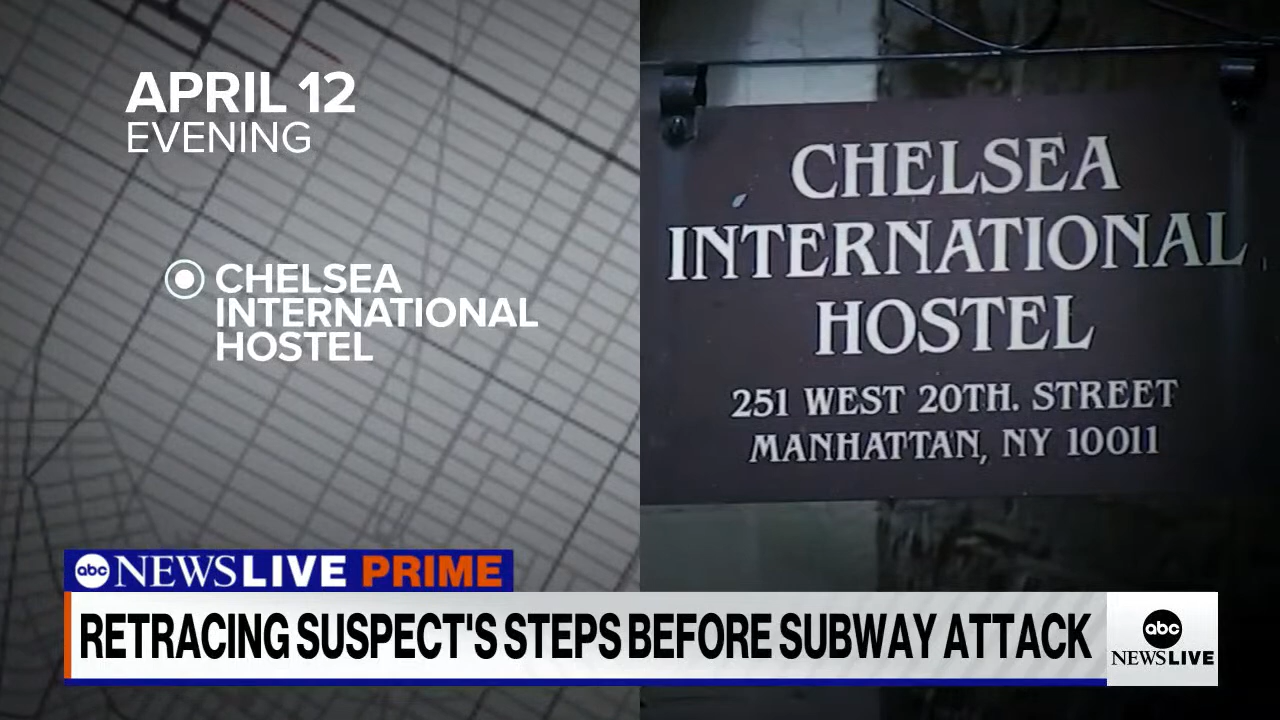 APRIL 12
EVENING
CHELSEA
INTERNATIONAL
HOSTEL
CHELSEA
INTERNATIONAL
HOSTEL
251 WEST 20TH. STREET
MANHATTAN, NY 10011
abc NEWS LIVE PRIME
RETRACING SUSPECT'S STEPS BEFORE SUBWAY ATTACK
abc
NEWS LIVE